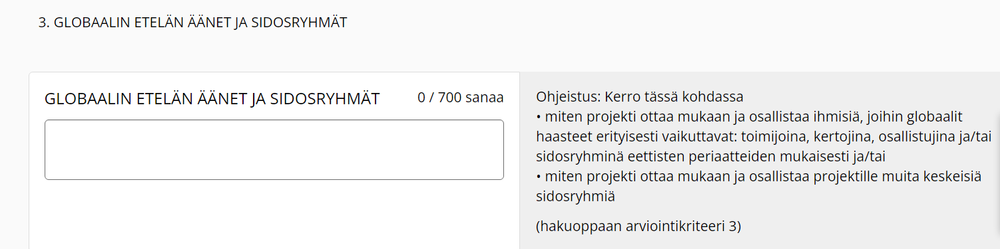 3. GLOBAALIN ETELÄN ÄÄNET JA SIDOSRYHMÄT
GLOBAALIN ETELÄN ÄÄNET JA SIDOSRYHMÄT 0 / 700 sanaa
Ohjeistus: Kerro tässä kohdassa
• miten projekti ottaa mukaan ja osallistaa ihmisiä, joihin globaalit
haasteet erityisesti vaikuttavat: toimijoina, kertojina, osallistujina ja/tai
sidosryhminä eettisten periaatteiden mukaisesti ja/tai
• miten projekti ottaa mukaan ja osallistaa projektille muita keskeisiä
sidosryhmiä
(hakuoppaan arviointikriteeri 3)